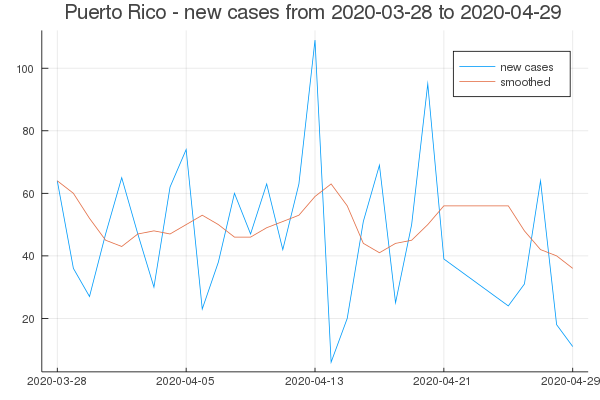 Puerto Rico - new cases from 2020-03-28 to 2020-04-29
new cases
smoothed
100
80
60
40
20
2020-03-28 2020-04-05 2020-04-13 2020-04-21 2020-04-29